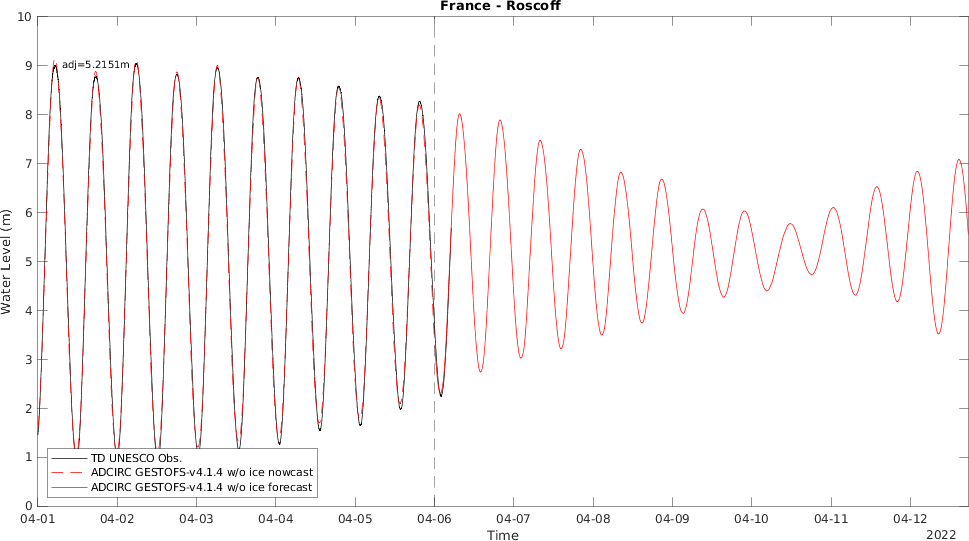 France - Roscoff
adj=5.2151m
10
9
8
7
6
5
4
3
2
1
0
Water Level (m)
TD UNESCO Obs.
ADCIRC GESTOFS-v4.1.4 w/o ice nowcast
ADCIRC GESTOFS-v4.1.4 w/o ice forecast
04-01 04-02 04-03 04-04 04-05 04-06 04-07 04-08 04-09 04-10 04-11 04-12
Time
2022